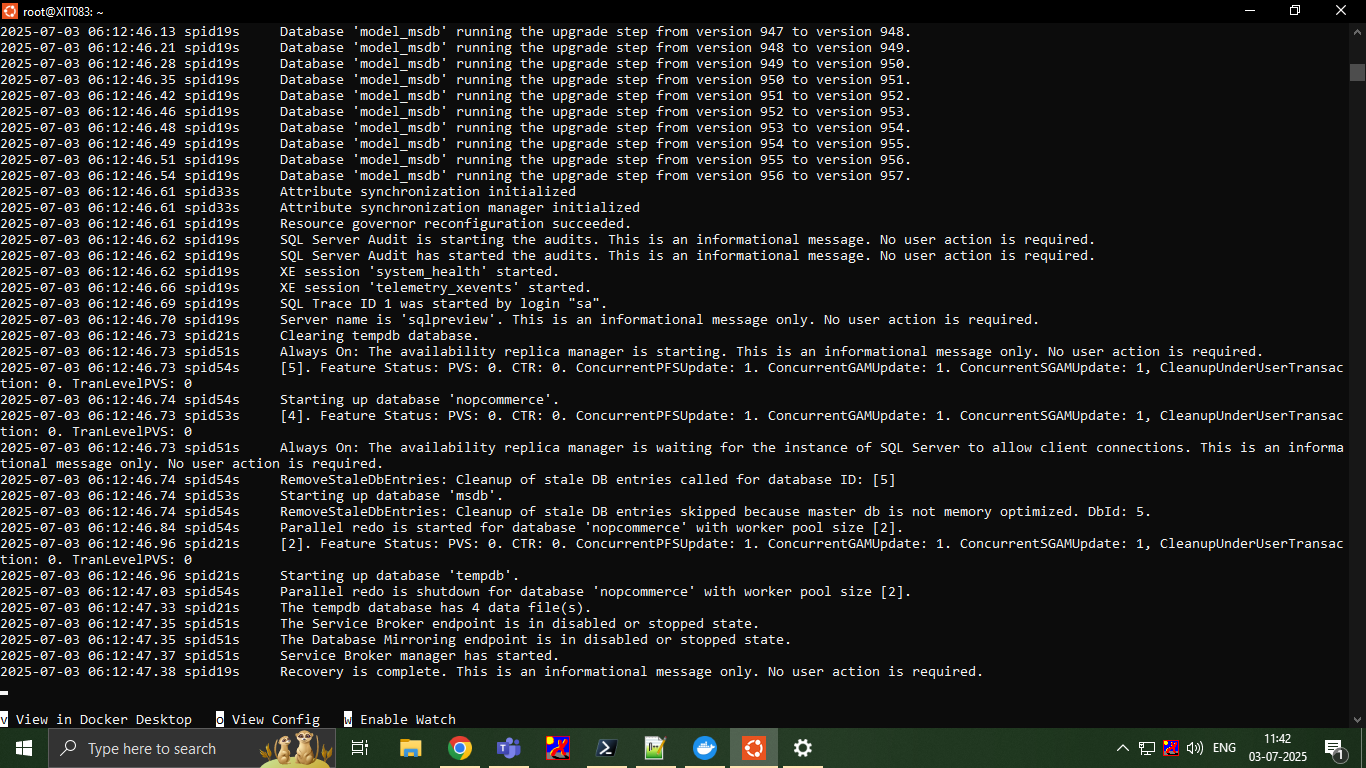 root@XIT083: ~
2025-07-03 06:12:46.13 spid19s     Database 'model_msdb' running the upgrade step from version 947 to version 948.
2025-07-03 06:12:46.21 spid19s     Database 'model_msdb' running the upgrade step from version 948 to version 949.
2025-07-03 06:12:46.28 spid19s     Database 'model_msdb' running the upgrade step from version 949 to version 950.
2025-07-03 06:12:46.35 spid19s     Database 'model_msdb' running the upgrade step from version 950 to version 951.
2025-07-03 06:12:46.42 spid19s     Database 'model_msdb' running the upgrade step from version 951 to version 952.
2025-07-03 06:12:46.46 spid19s     Database 'model_msdb' running the upgrade step from version 952 to version 953.
2025-07-03 06:12:46.48 spid19s     Database 'model_msdb' running the upgrade step from version 953 to version 954.
2025-07-03 06:12:46.49 spid19s     Database 'model_msdb' running the upgrade step from version 954 to version 955.
2025-07-03 06:12:46.51 spid19s     Database 'model_msdb' running the upgrade step from version 955 to version 956.
2025-07-03 06:12:46.54 spid19s     Database 'model_msdb' running the upgrade step from version 956 to version 957.
2025-07-03 06:12:46.61 spid33s     Attribute synchronization initialized
2025-07-03 06:12:46.61 spid33s     Attribute synchronization manager initialized
2025-07-03 06:12:46.61 spid19s     Resource governor reconfiguration succeeded.
2025-07-03 06:12:46.62 spid19s     SQL Server Audit is starting the audits. This is an informational message. No user action is required.
2025-07-03 06:12:46.62 spid19s     SQL Server Audit has started the audits. This is an informational message. No user action is required.
2025-07-03 06:12:46.62 spid19s     XE session 'system_health' started.
2025-07-03 06:12:46.66 spid19s     XE session 'telemetry_xevents' started.
2025-07-03 06:12:46.69 spid19s     SQL Trace ID 1 was started by login "sa".
2025-07-03 06:12:46.70 spid19s     Server name is 'sqlpreview'. This is an informational message only. No user action is required.
2025-07-03 06:12:46.73 spid21s     Clearing tempdb database.
2025-07-03 06:12:46.73 spid51s     Always On: The availability replica manager is starting. This is an informational message only. No user action is required.
2025-07-03 06:12:46.73 spid54s     [5]. Feature Status: PVS: 0. CTR: 0. ConcurrentPFSUpdate: 1. ConcurrentGAMUpdate: 1. ConcurrentSGAMUpdate: 1, CleanupUnderUserTransac
tion: 0. TranLevelPVS: 0
2025-07-03 06:12:46.74 spid54s     Starting up database 'nopcommerce'.
2025-07-03 06:12:46.73 spid53s     [4]. Feature Status: PVS: 0. CTR: 0. ConcurrentPFSUpdate: 1. ConcurrentGAMUpdate: 1. ConcurrentSGAMUpdate: 1, CleanupUnderUserTransac
tion: 0. TranLevelPVS: 0
2025-07-03 06:12:46.73 spid51s     Always On: The availability replica manager is waiting for the instance of SQL Server to allow client connections. This is an informa
tional message only. No user action is required.
2025-07-03 06:12:46.74 spid54s     RemoveStaleDbEntries: Cleanup of stale DB entries called for database ID: [5]
2025-07-03 06:12:46.74 spid53s     Starting up database 'msdb'.
2025-07-03 06:12:46.74 spid54s     RemoveStaleDbEntries: Cleanup of stale DB entries skipped because master db is not memory optimized. DbId: 5.
2025-07-03 06:12:46.84 spid54s     Parallel redo is started for database 'nopcommerce' with worker pool size [2].
2025-07-03 06:12:46.96 spid21s     [2]. Feature Status: PVS: 0. CTR: 0. ConcurrentPFSUpdate: 1. ConcurrentGAMUpdate: 1. ConcurrentSGAMUpdate: 1, CleanupUnderUserTransac
tion: 0. TranLevelPVS: 0
2025-07-03 06:12:46.96 spid21s     Starting up database 'tempdb'.
2025-07-03 06:12:47.03 spid54s     Parallel redo is shutdown for database 'nopcommerce' with worker pool size [2].
2025-07-03 06:12:47.33 spid21s     The tempdb database has 4 data file(s).
2025-07-03 06:12:47.35 spid51s     The Service Broker endpoint is in disabled or stopped state.
2025-07-03 06:12:47.35 spid51s     The Database Mirroring endpoint is in disabled or stopped state.
2025-07-03 06:12:47.37 spid51s     Service Broker manager has started.
2025-07-03 06:12:47.38 spid19s     Recovery is complete. This is an informational message only. No user action is required.
v View in Docker Desktop   o View Config   w Enable Watch
Type here to search
ENG
11:42
03-07-2025
1